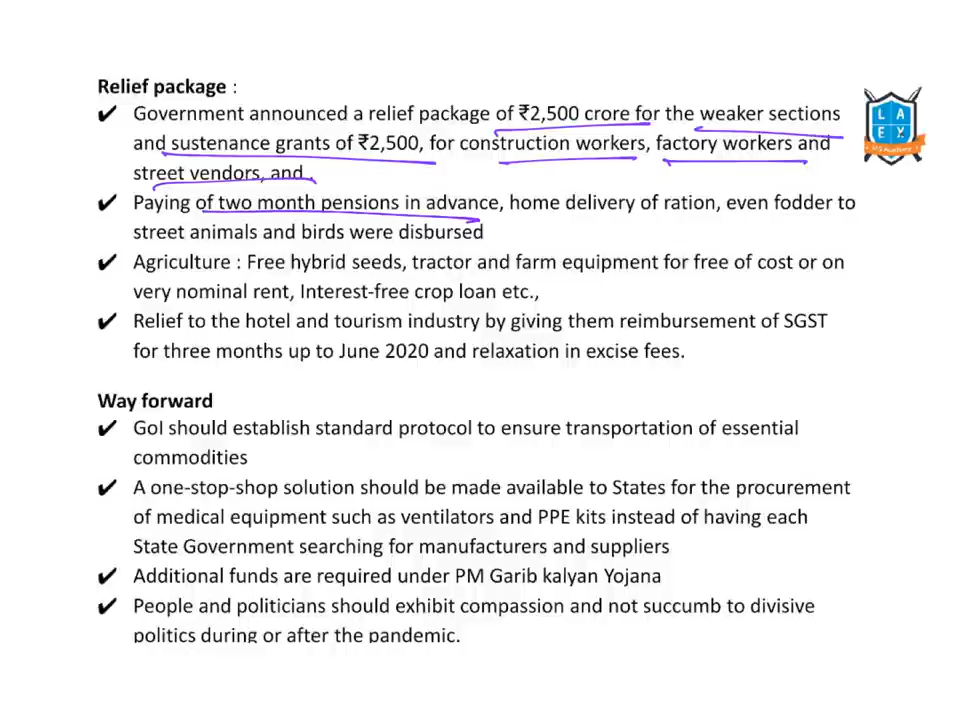 Relief package :
✔ Government announced a relief package of ₹2,500 crore for the weaker sections
and sustenance grants of ₹2,500, for construction workers, factory workers and
street vendors, and
✔ Paying of two month pensions in advance, home delivery of ration, even fodder to
street animals and birds were disbursed
✔ Agriculture : Free hybrid seeds, tractor and farm equipment for free of cost or on
very nominal rent, Interest-free crop loan etc.,
✔ Relief to the hotel and tourism industry by giving them reimbursement of SGST
for three months up to June 2020 and relaxation in excise fees.
Way forward
✔ GoI should establish standard protocol to ensure transportation of essential
commodities
✔ A one-stop-shop solution should be made available to States for the procurement
of medical equipment such as ventilators and PPE kits instead of having each
State Government searching for manufacturers and suppliers
✔ Additional funds are required under PM Garib kalyan Yojana
✔ People and politicians should exhibit compassion and not succumb to divisive
politics during or after the pandemic.
L A
E X